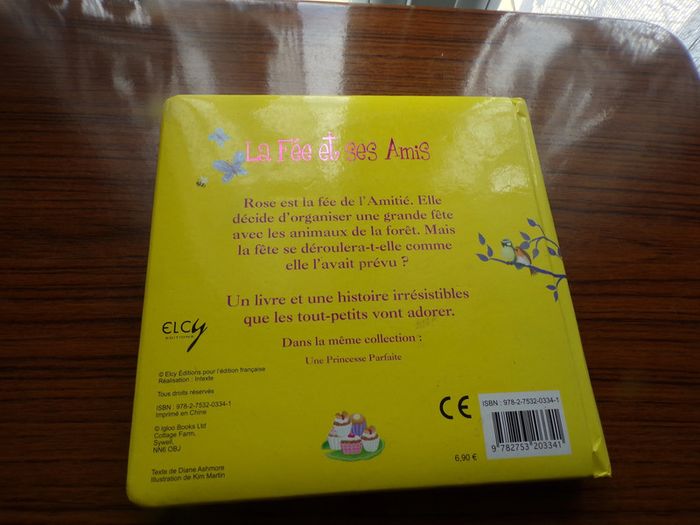 La Fée et ses Amis
Rose est la fée de l'Amitié. Elle
décide d'organiser une grande fête
avec les animaux de la forêt. Mais
la fête se déroulera-t-elle comme
elle l'avait prévu ?
Un livre et une histoire irrésistibles
que les tout-petits vont adorer.
Dans la même collection :
Une Princesse Parfaite
ELCY
EDITIONS
© Elcy Éditions pour l'édition française
Réalisation : Intexte
Tous droits réservés
ISBN : 978-2-7532-0334-1
Imprimé en Chine
© Igloo Books Ltd
Cottage Farm,
Sywell,
NN6 OBJ
Texte de Diane Ashmore
Illustration de Kim Martin
6,90 €
CE
ISBN : 978-2-7532-0334-1
9 782753 203341